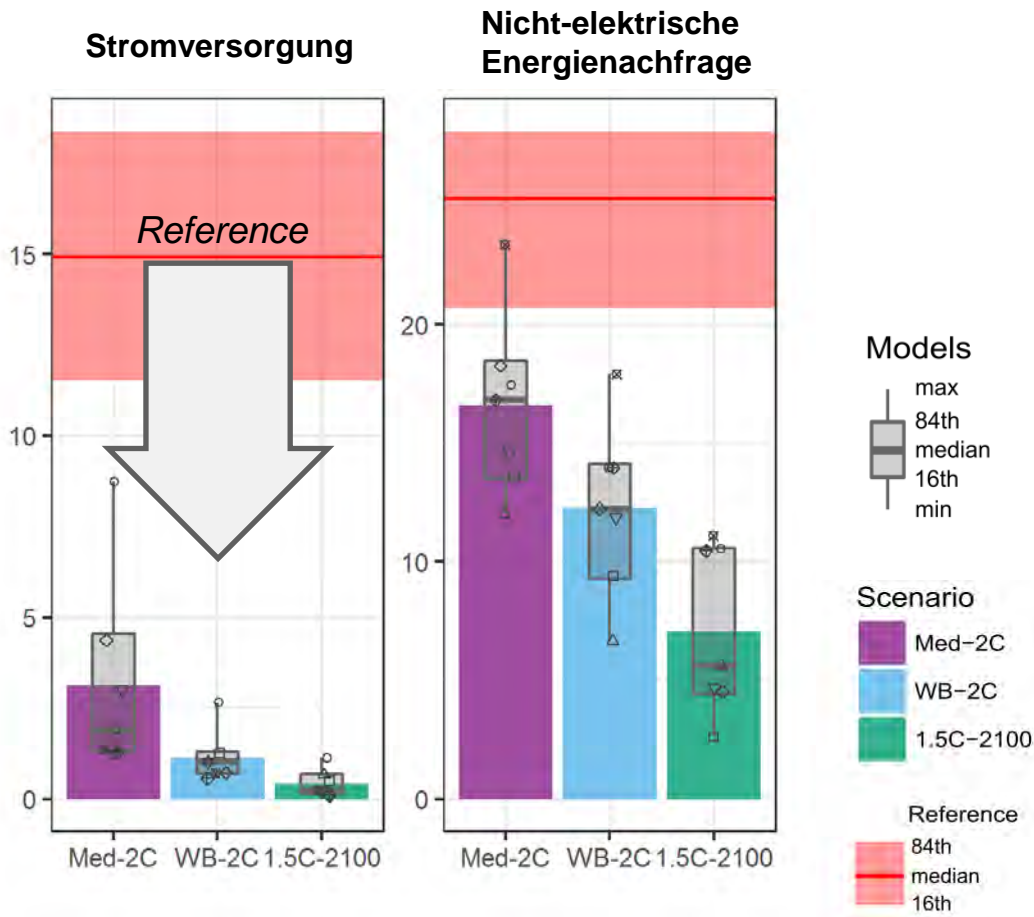 Stromversorgung
Nicht-elektrische
Energienachfrage
Reference
15
10
5
0
Med-2C WB-2C 1.5C-2100
20
10
0
Med-2C WB-2C 1.5C-2100
Models
max
84th
median
16th
min
Scenario
Med-2C
WB-2C
1.5C-2100
Reference
84th
median
16th